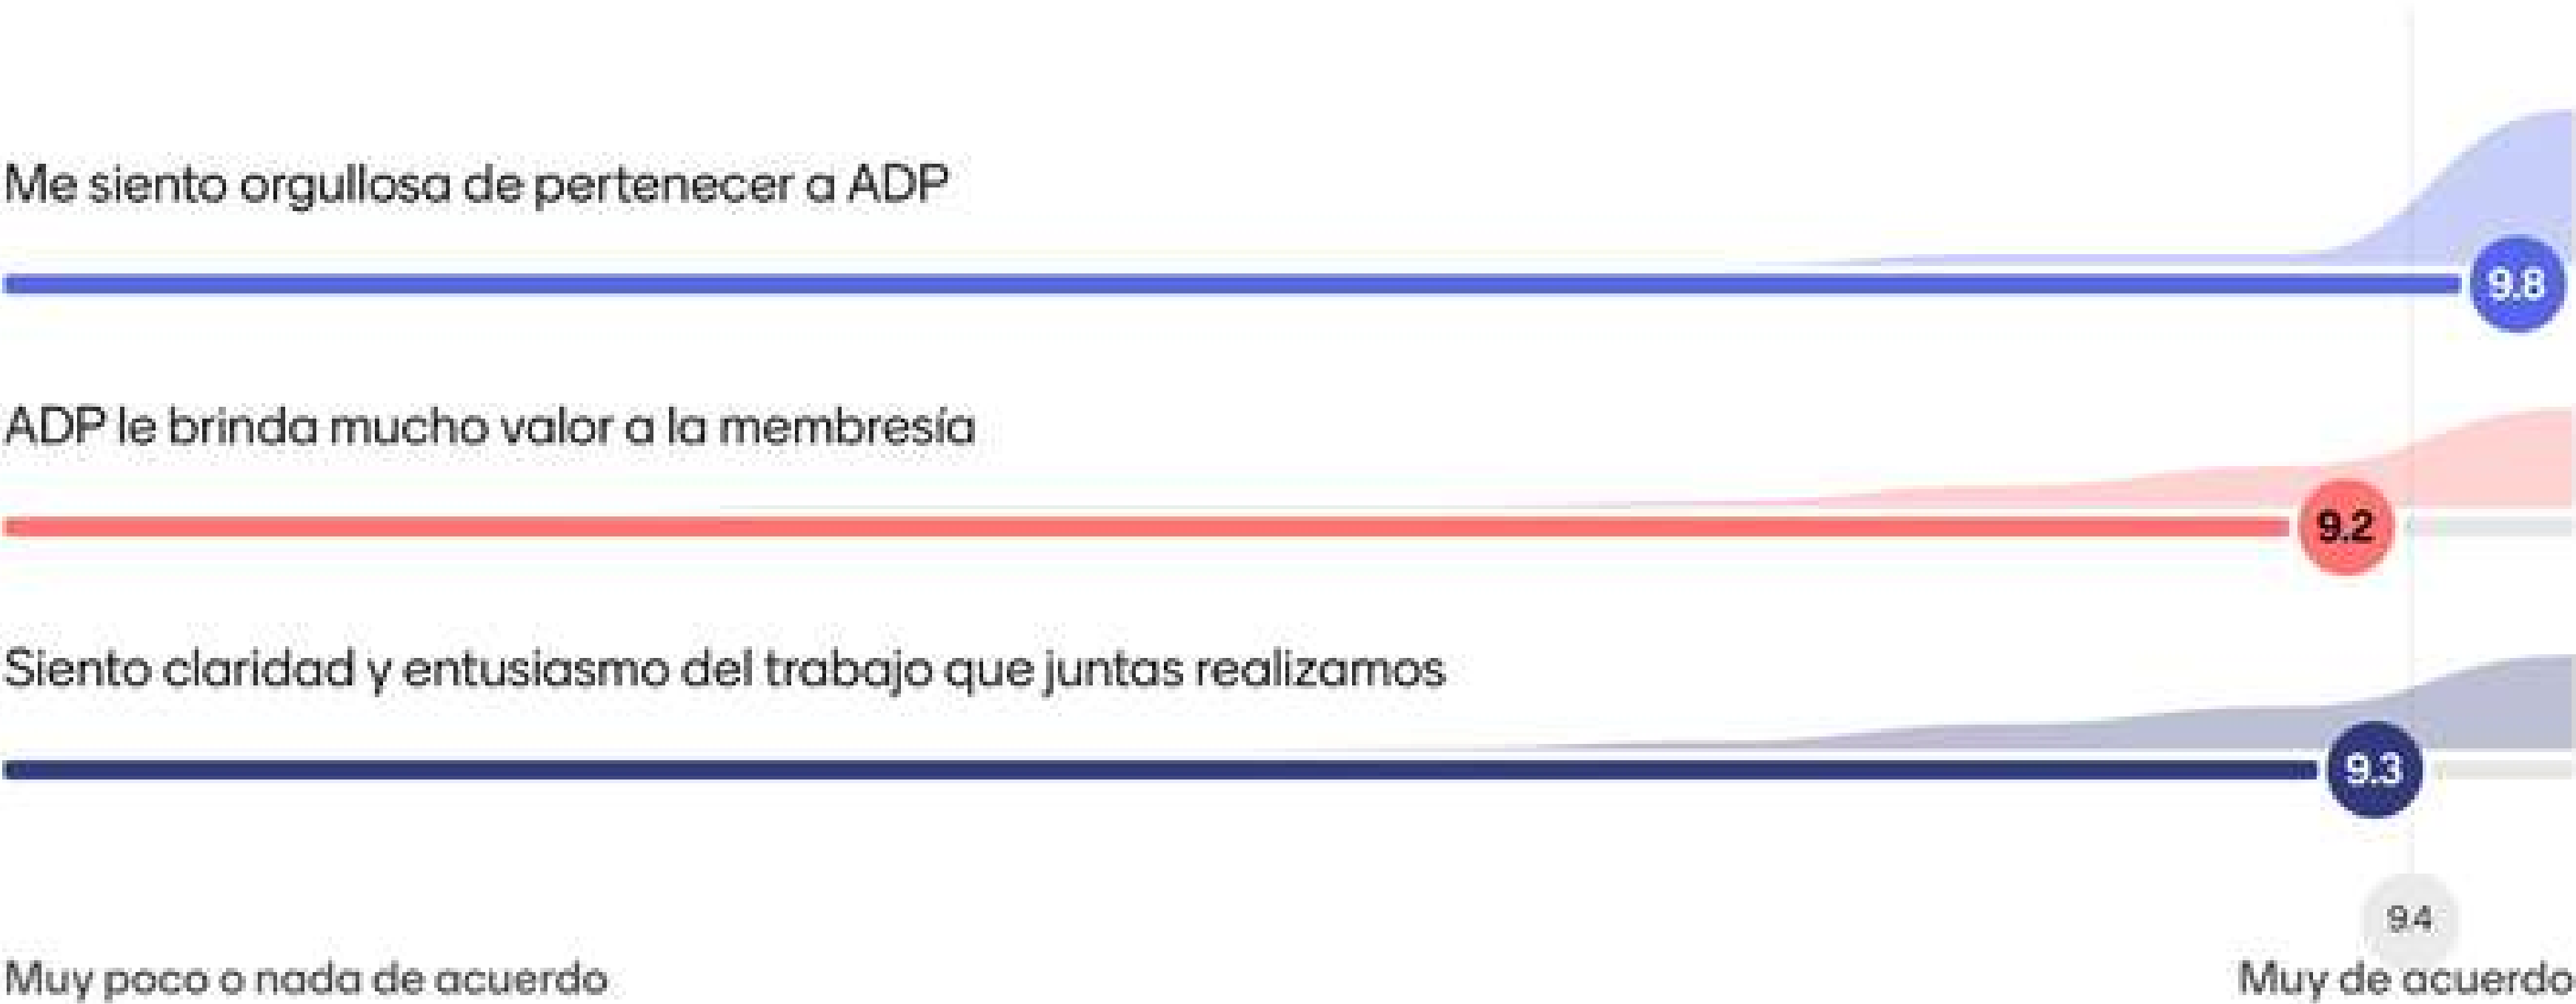 Me siento orgullosa de pertenecer a ADP
9.8
ADP le brinda mucho valor a la membresía
9.2
Siento claridad y entusiasmo del trabajo que juntas realizamos
9.3
9.4
Muy poco o nada de acuerdo
Muy de acuerdo